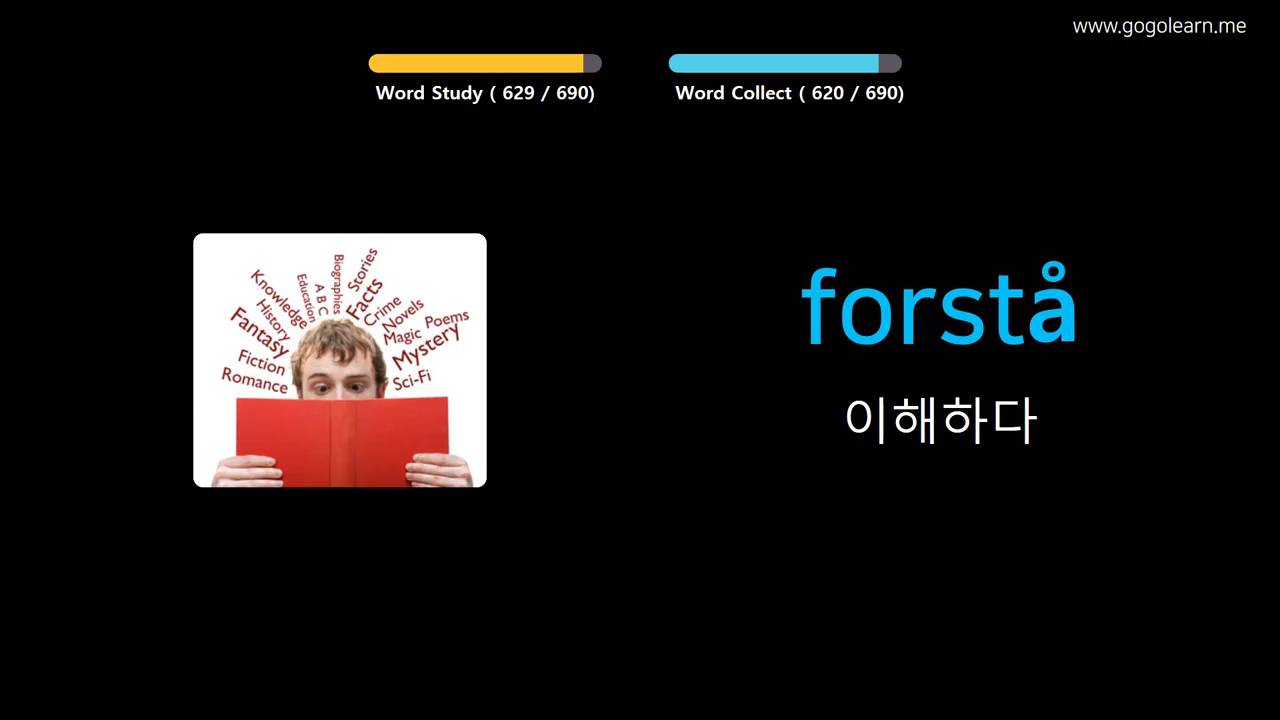 www.gogolearn.me
Word Study ( 629 / 690)
Word Collect ( 620 / 690)
Knowledge
History
Fantasy
Fiction
Romance
Education
A B C
Biographies
Stories
Facts
Crime
Novels
Magic
Poems
Mystery
Sci-Fi
forstå
이해하다